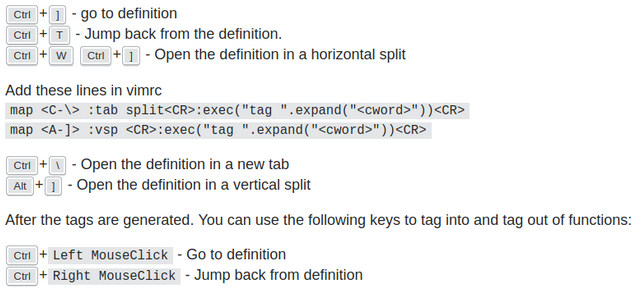 Ctrl + ] - go to definition
Ctrl + T - Jump back from the definition.
Ctrl + W Ctrl + ] - Open the definition in a horizontal split
Add these lines in vimrc
map <C-\> :tab split<CR>:exec("tag ".expand("<cword>"))<CR>
map <A-]> :vsp <CR>:exec("tag ".expand("<cword>"))<CR>
Ctrl + \ - Open the definition in a new tab
Alt + ] - Open the definition in a vertical split
After the tags are generated. You can use the following keys to tag into and tag out of functions:
Ctrl + Left MouseClick - Go to definition
Ctrl + Right MouseClick - Jump back from definition